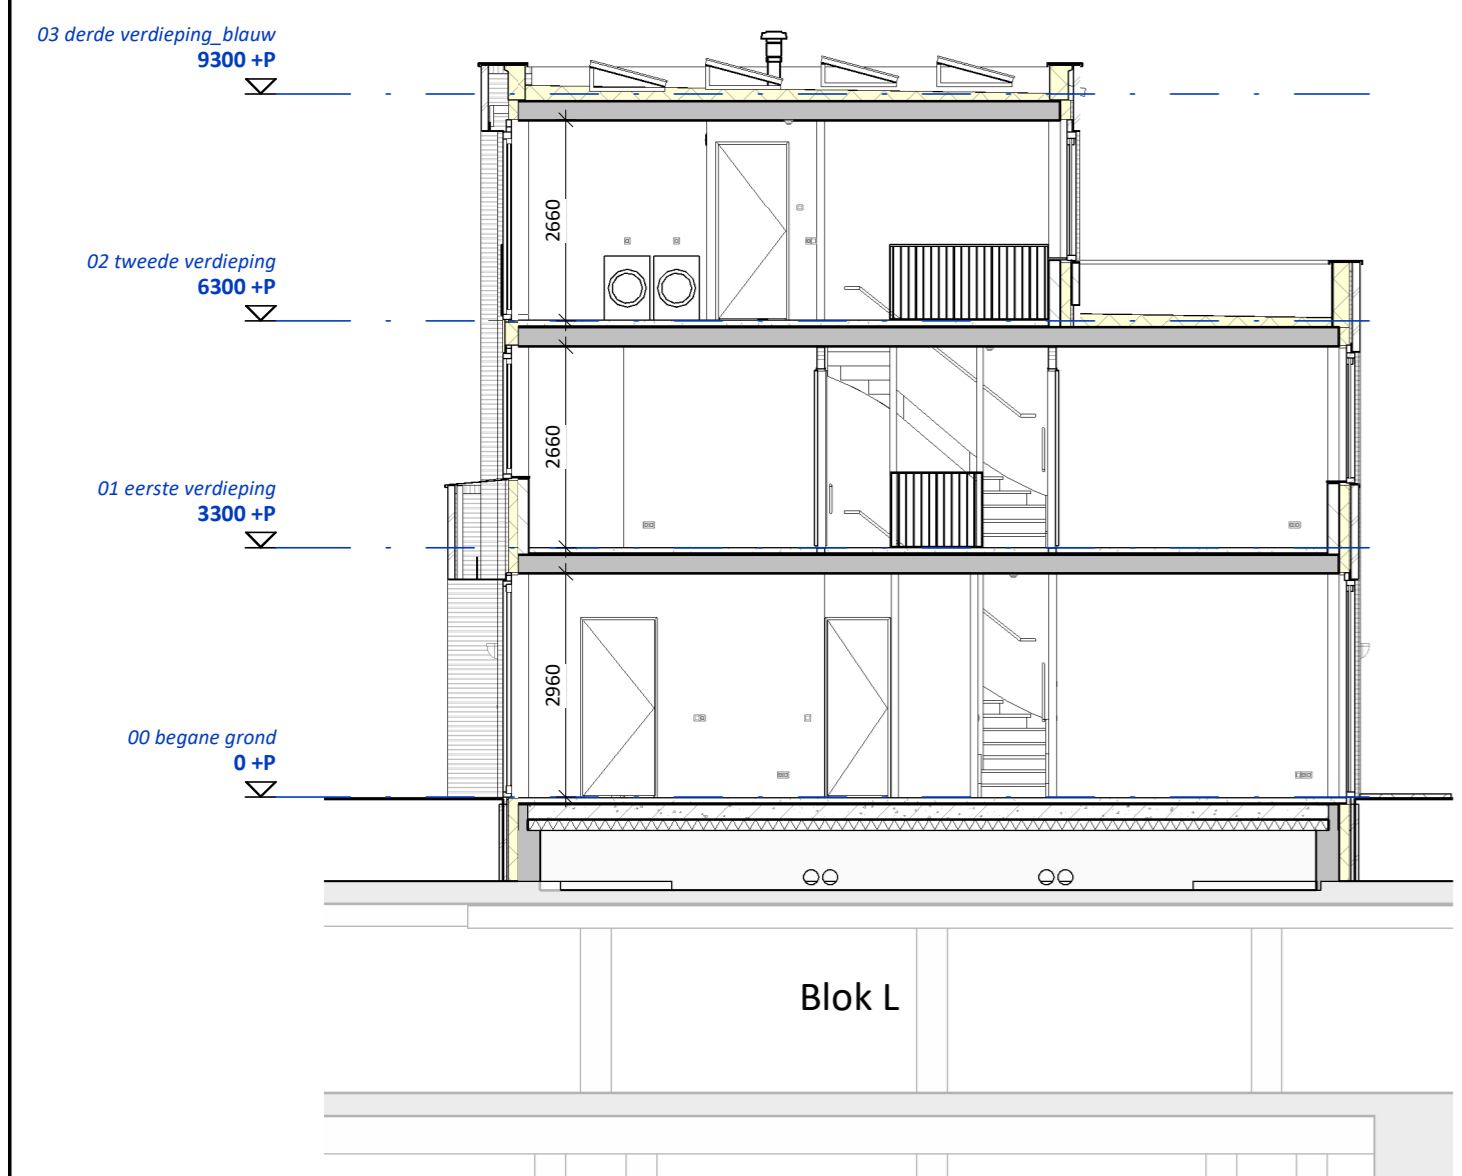 03 derde verdieping_blauw
9300 +P
2660
02 tweede verdieping
6300 +P
2660
01 eerste verdieping
3300 +P
2960
00 begane grond
0 +P
Blok L